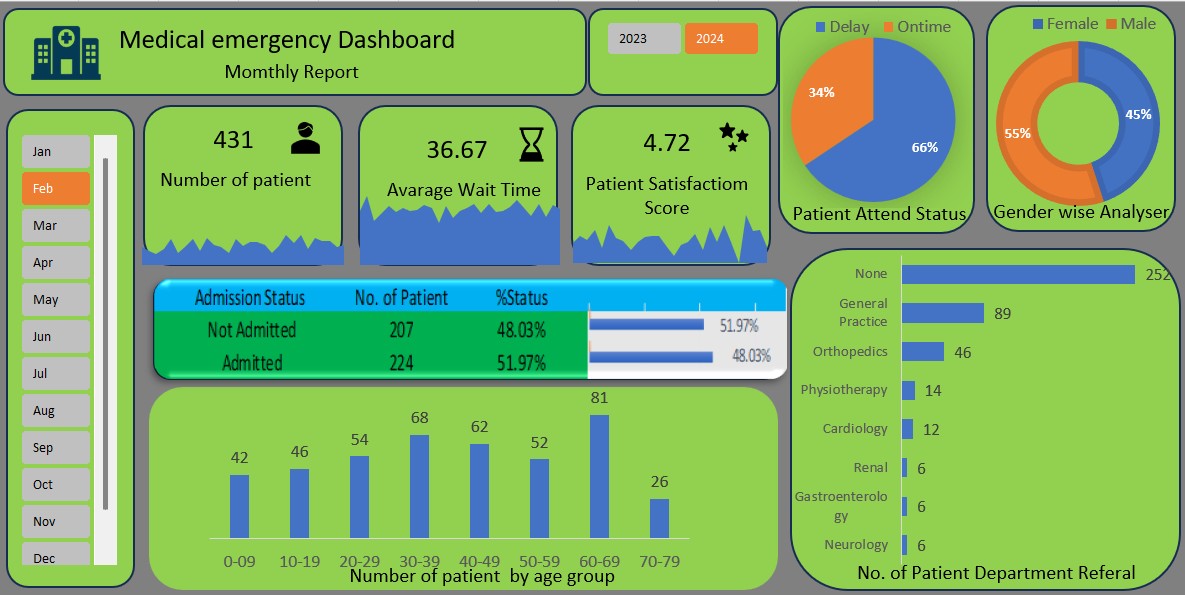 Medical emergency Dashboard
Momthly Report
2023
2024
Delay Ontime
34%
66%
Patient Attend Status
Female Male
45%
55%
Gender wise Analyser
Jan
Feb
Mar
Apr
May
Jun
Jul
Aug
Sep
Oct
Nov
Dec
431
Number of patient
36.67
Avarage Wait Time
4.72
Patient Satisfactiom
Score
Admission Status No. of Patient %Status
Not Admitted 207 48.03% 51.97%
Admitted 224 51.97% 48.03%
42 46 54 68 62 52 81 26
0-09 10-19 20-29 30-39 40-49 50-59 60-69 70-79
Number of patient by age group
None 252
General
Practice 89
Orthopedics 46
Physiotherapy 14
Cardiology 12
Renal 6
Gastroenterolo
gy 6
Neurology 6
No. of Patient Department Referal